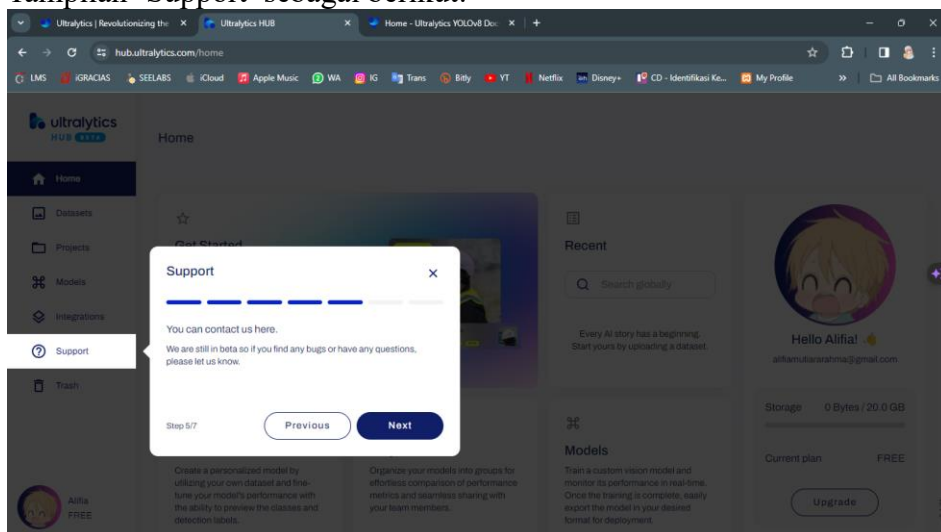 Tampilan "Support" sebagai berikut:
Ultralytics | Revolutionizing the
Ultralytics HUB
Home - Ultralytics YOLOv8 Doc
hub.ultralytics.com/home
LMS
iGRACIAS
SEELABS
iCloud
Apple Music
WA
IG
Trans
Bitly
YT
Netflix
Disney+
CD - Identifikasi Ke...
My Profile
All Bookmarks
ultralytics
HUB BETA
Home
Home
Datasets
Projects
Models
Integrations
Support
Trash
Alifia
FREE
Get Started
Support
You can contact us here.
We are still in beta so if you find any bugs or have any questions,
please let us know.
Step 5/7
Previous
Next
Create a personalized model by
utilizing your own dataset and fine-
tune your model's performance with
the ability to preview the classes and
detection labels.
Organize your models into groups for
effortless comparison of performance
metrics and seamless sharing with
your team members.
Recent
Search globally
Every AI story has a beginning.
Start yours by uploading a dataset.
Models
Train a custom vision model and
monitor its performance in real-time.
Once the training is complete, easily
export the model in your desired
format for deployment.
Hello Alifia!
alifiamutiararahma@gmail.com
Storage
0 Bytes / 20.0 GB
Current plan
FREE
Upgrade